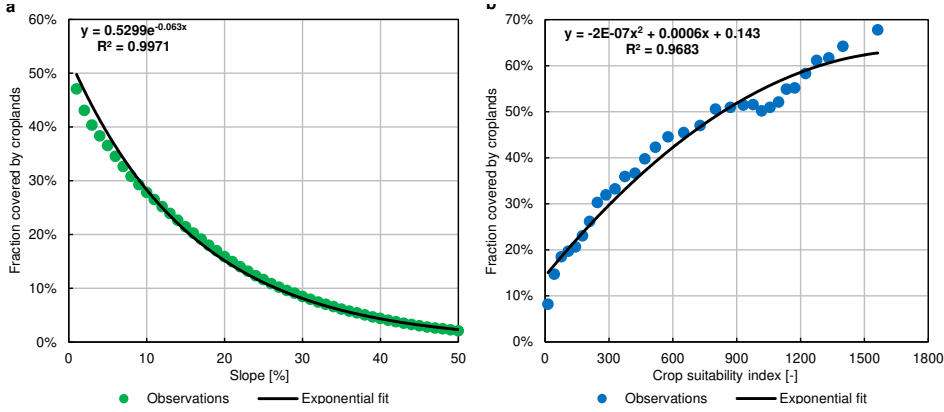 a
y = 0.5299e^-0.063x
R² = 0.9971
60%
50%
40%
30%
20%
10%
0%
0 10 20 30 40 50
Fraction covered by croplands
Slope [%]
Observations Exponential fit
b
y = -2E-07x² + 0.0006x + 0.143
R² = 0.9683
70%
60%
50%
40%
30%
20%
10%
0%
0 300 600 900 1200 1500 1800
Fraction covered by croplands
Crop suitability index [-]
Observations Exponential fit